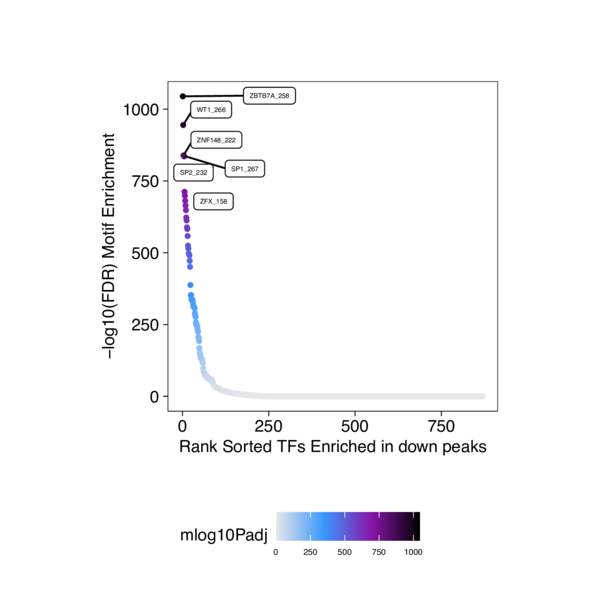 ZBTB7A_258
WT1_266
ZNF148_222
SP1_267
SP2_232
ZFX_158
1000
750
500
250
0
−log10(FDR) Motif Enrichment
0 250 500 750
Rank Sorted TFs Enriched in down peaks
mlog10Padj
0 250 500 750 1000